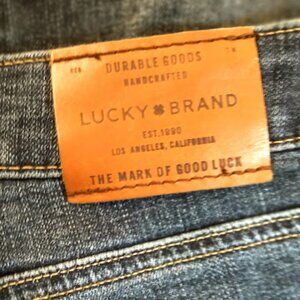 DURABLE GOODS
HANDCRAFTED
LUCKY BRAND
EST.1990
LOS ANGELES, CALIFORNIA
THE MARK OF GOOD LUCK